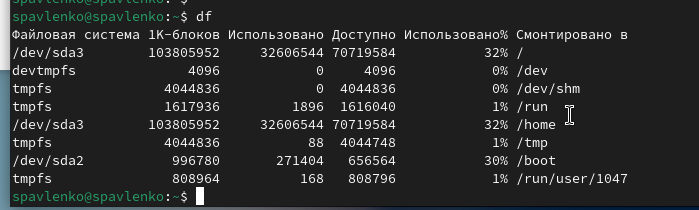 spavlenko@spavlenko:~$ df
Файловая система 1K-блоков Использовано Доступно Использовано% Смонтировано в
/dev/sda3 103805952 32606544 70719584 32% /
devtmpfs 4096 0 4096 0% /dev
tmpfs 4044836 0 4044836 0% /dev/shm
tmpfs 1617936 1896 1616040 1% /run
/dev/sda3 103805952 32606544 70719584 32% /home
tmpfs 4044836 88 4044748 1% /tmp
/dev/sda2 996780 271404 656564 30% /boot
tmpfs 808964 168 808796 1% /run/user/1047
spavlenko@spavlenko:~$